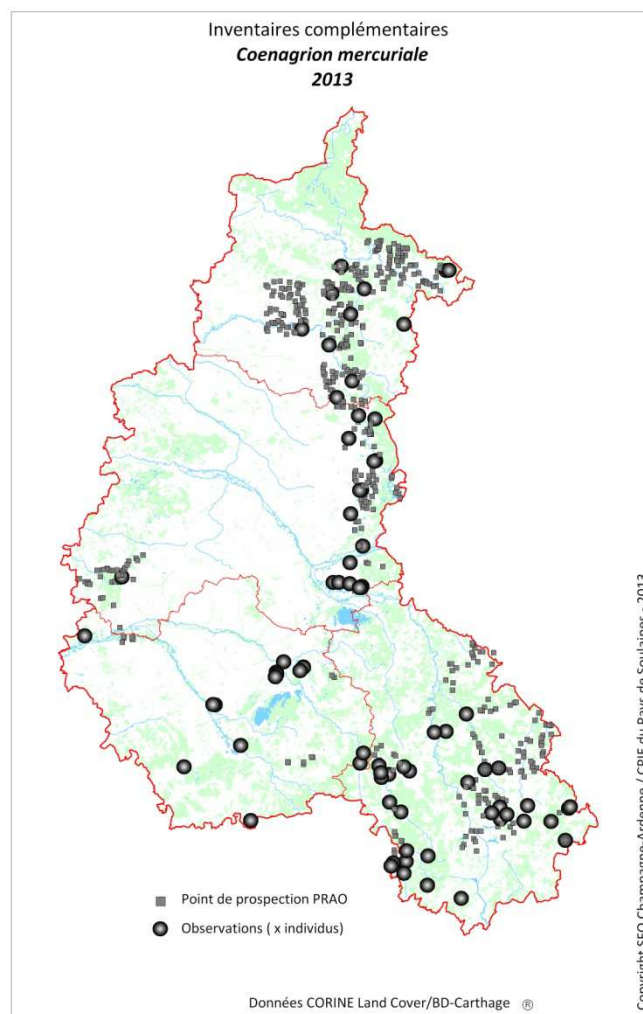 Inventaires complémentaires
Coenagrion mercuriale
2013
Point de prospection PRAO
Observations ( x individus)
Données CORINE Land Cover/BD-Carthage ®
Copyright SFO Champagne-Ardenne / CPIE du Pays de Soulaines - 2013